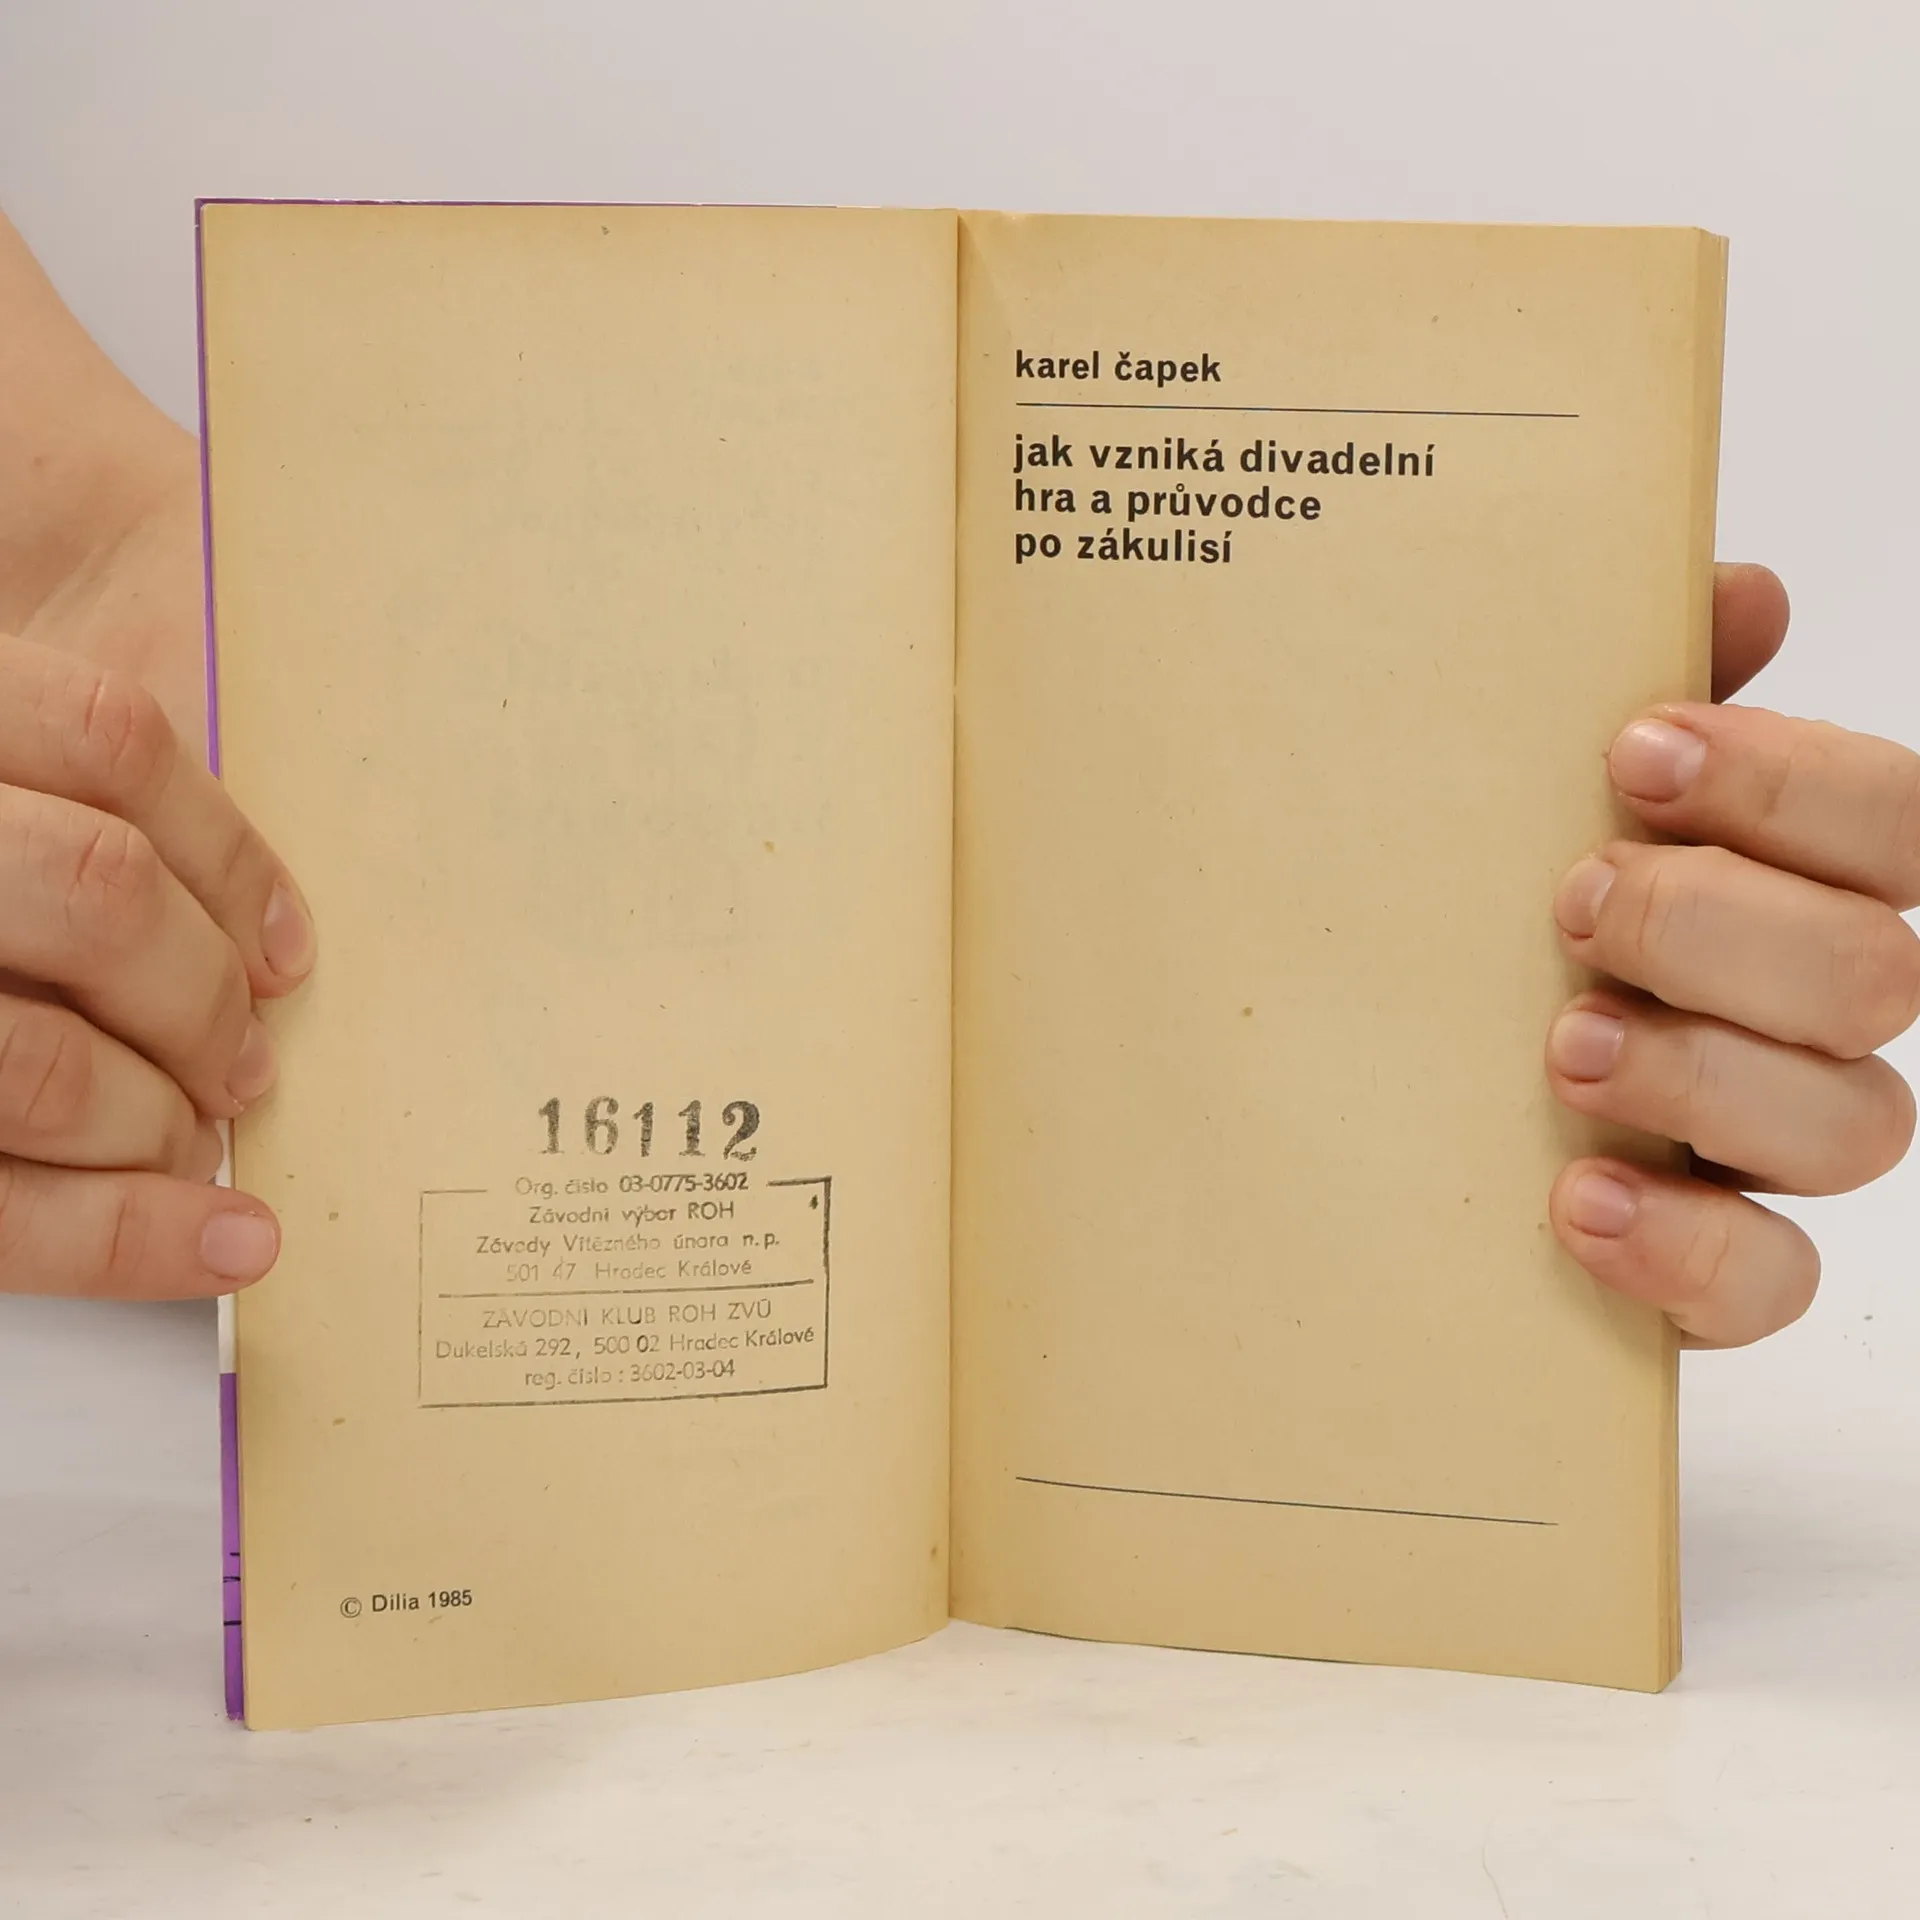 16112
Org. číslo 03-0775-3602
4
Závodní výbor ROH
Závody Vítězného února n.p.
501 47 Hradec Králové
ZÁVODNÍ KLUB ROH ZVÚ
Dukelská 292, 500 02 Hradec Králové
reg. číslo : 3602-03-04
© Dilia 1985
karel čapek
jak vzniká divadelní
hra a průvodce
po zákulisí